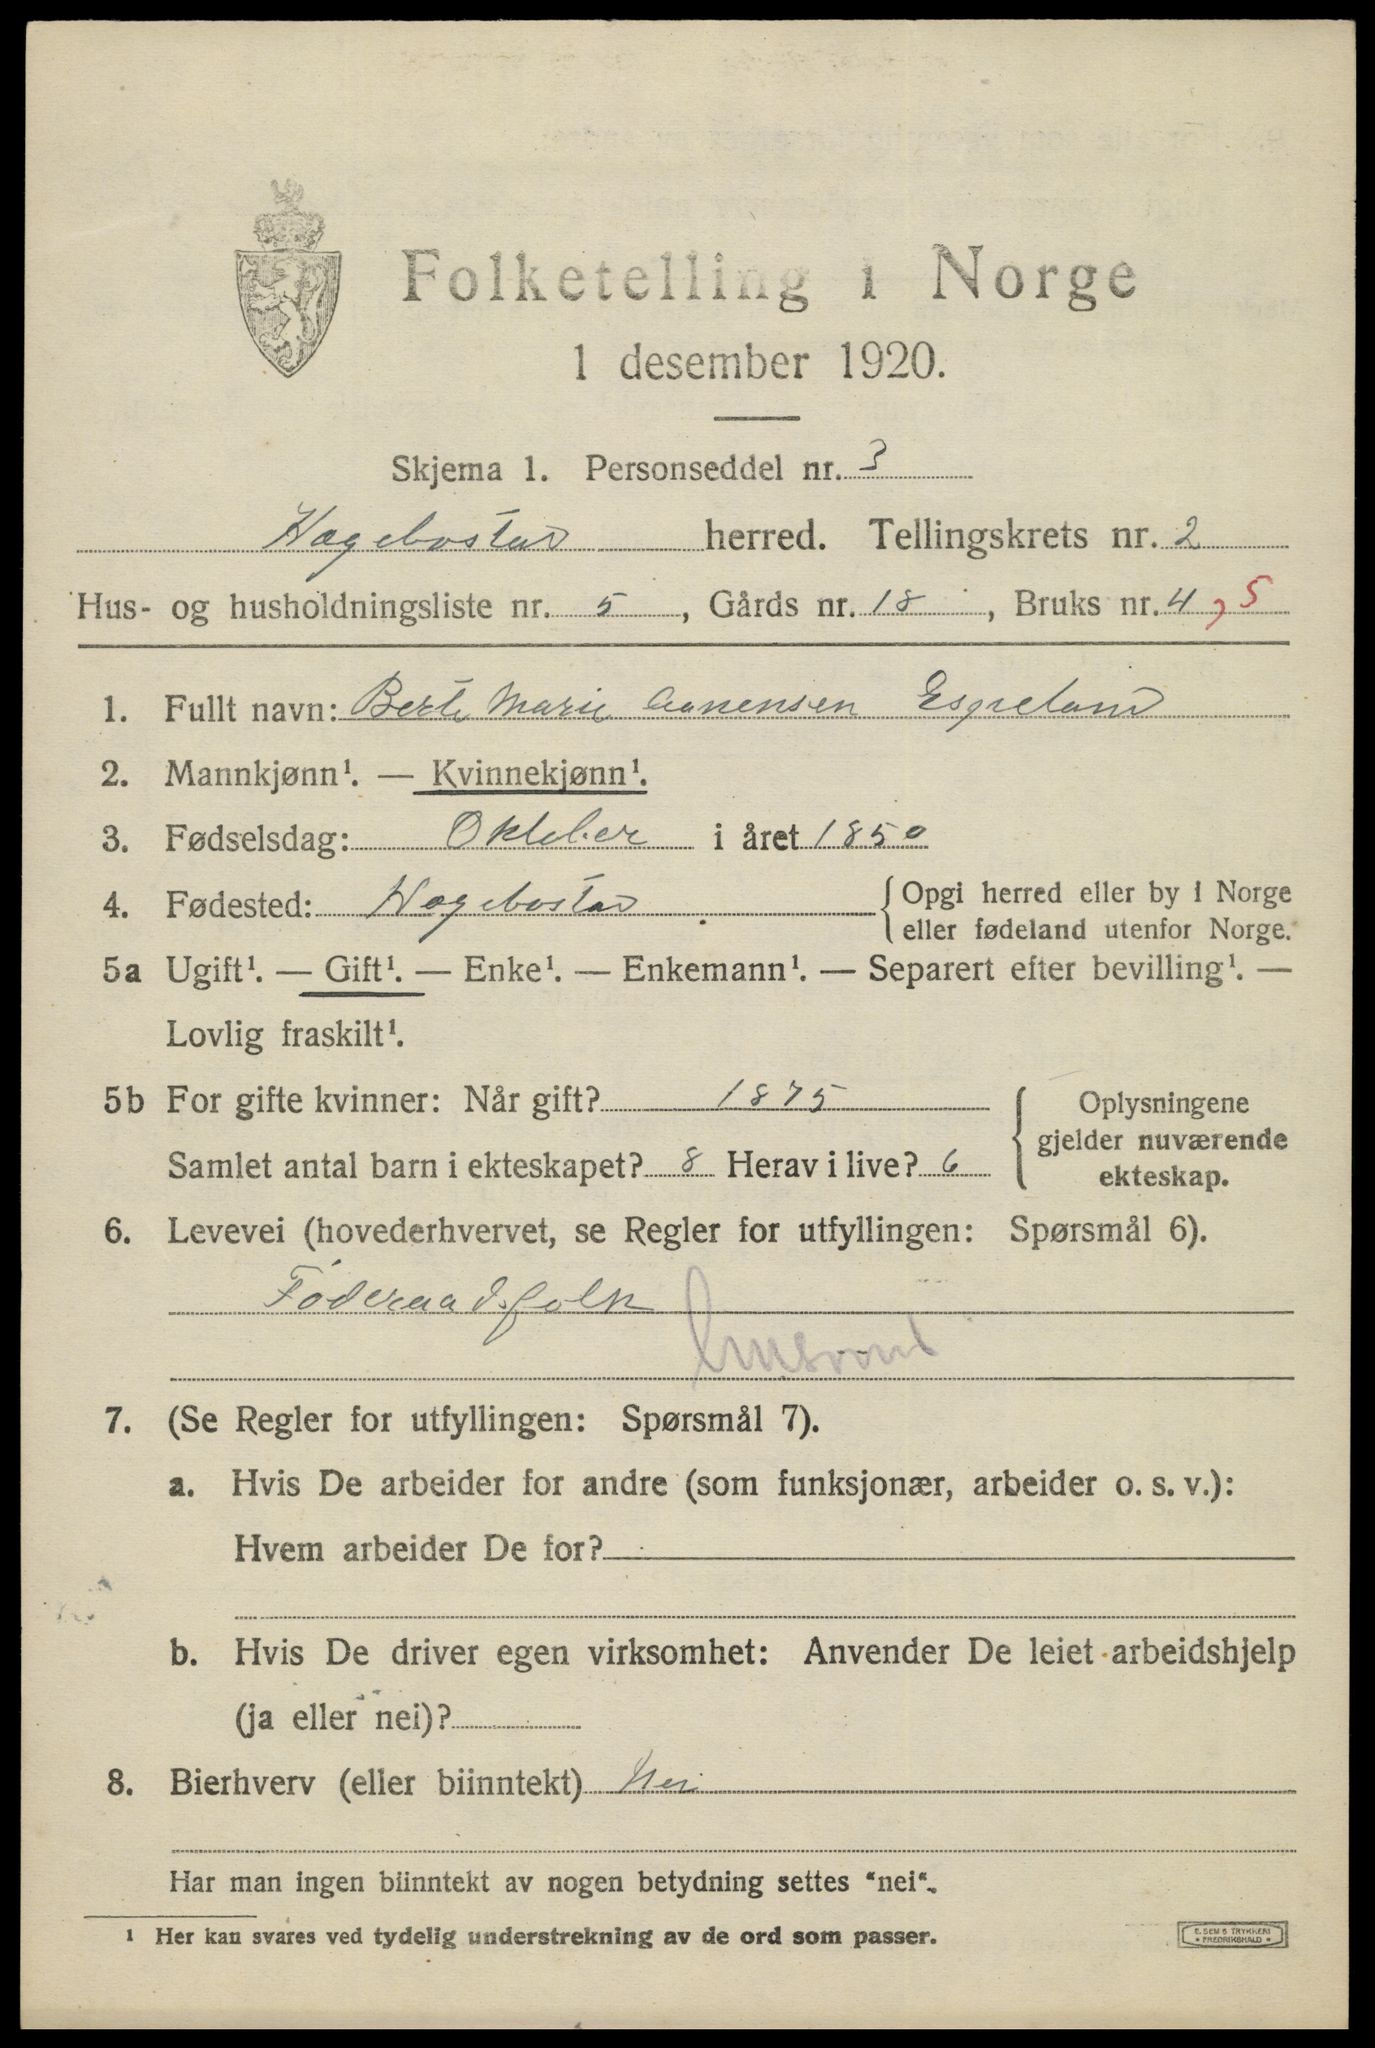 Folketelling i Norge
1 desember 1920.
Skjema 1. Personseddel nr. 3
Hægebostad herred. Tellingskrets nr. 2
Hus- og husholdningsliste nr. 5, Gårds nr. 18, Bruks nr. 4, 5
1. Fullt navn: Berte Marie Aanensen Espeland
2. Mannkjønn¹. — Kvinnekjønn¹.
3. Fødselsdag: Oktober i året 1850
4. Fødested: Hægebostad { Opgi herred eller by i Norge
eller fødeland utenfor Norge.
5a Ugift¹. — Gift¹. — Enke¹. — Enkemann¹. — Separert efter bevilling¹. —
Lovlig fraskilt¹.
5b For gifte kvinner: Når gift? 1875
Samlet antal barn i ekteskapet? 8 Herav i live? 6
{ Oplysningene
gjelder nuværende
ekteskap.
6. Levevei (hovederhvervet, se Regler for utfyllingen: Spørsmål 6).
Føderaadsfolk
7. (Se Regler for utfyllingen: Spørsmål 7).
a. Hvis De arbeider for andre (som funksjonær, arbeider o. s. v.):
Hvem arbeider De for?
b. Hvis De driver egen virksomhet: Anvender De leiet arbeidshjelp
(ja eller nei)?
8. Bierhverv (eller biinntekt) Nei
Har man ingen biinntekt av nogen betydning settes "nei".
¹ Her kan svares ved tydelig understrekning av de ord som passer.
E. SEM'S TRYKKERI
FREDRIKSHALD